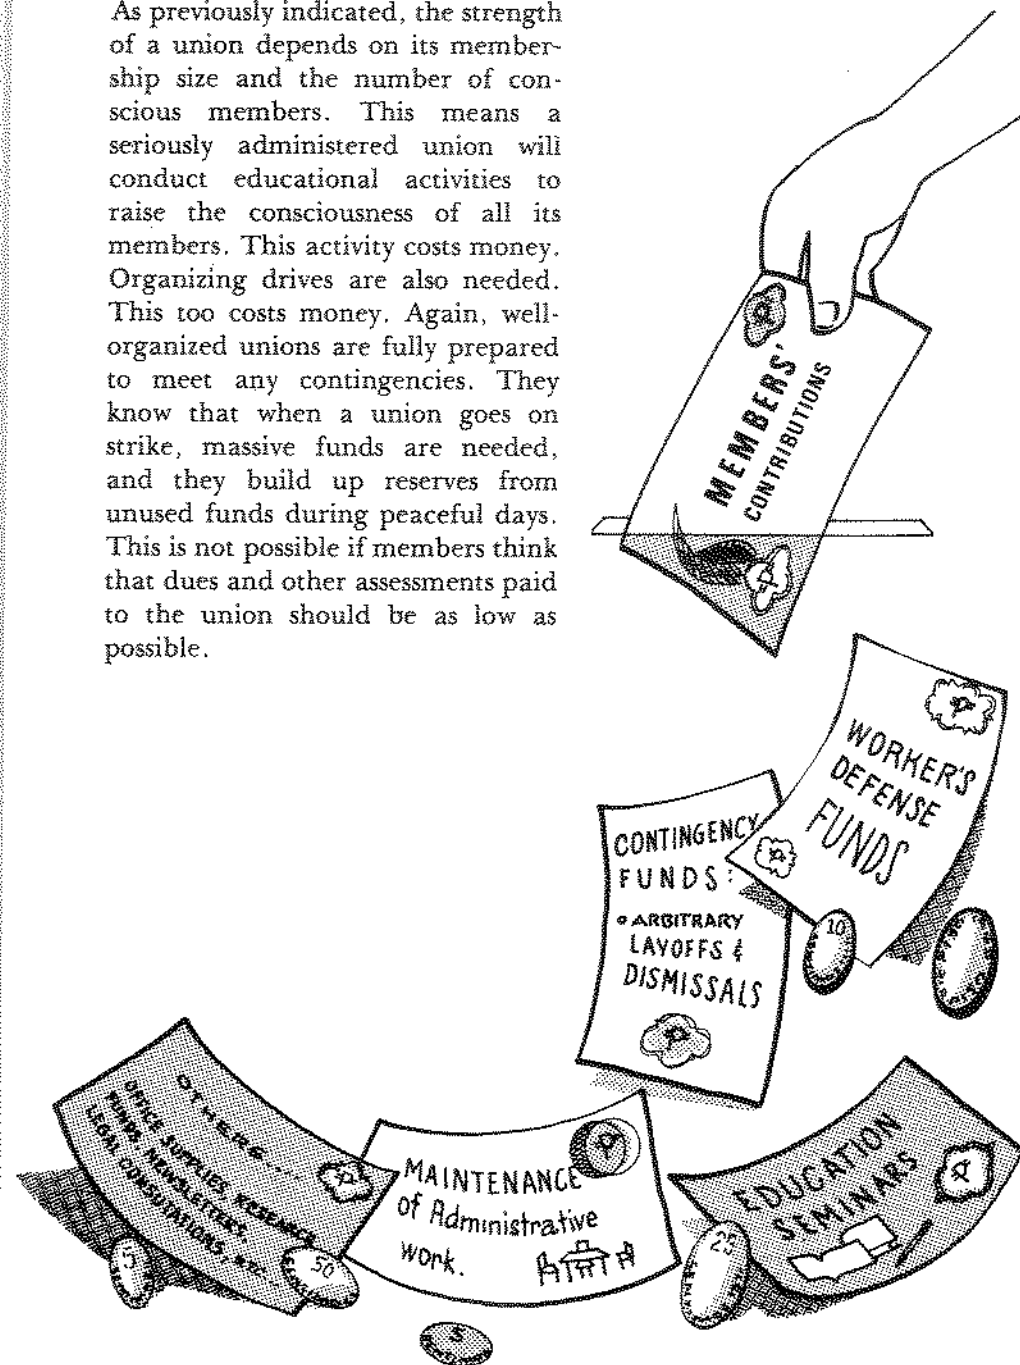 As previously indicated, the strength
of a union depends on its member-
ship size and the number of con-
scious members. This means a
seriously administered union will
conduct educational activities to
raise the consciousness of all its
members. This activity costs money.
Organizing drives are also needed.
This too costs money. Again, well-
organized unions are fully prepared
to meet any contingencies. They
know that when a union goes on
strike, massive funds are needed,
and they build up reserves from
unused funds during peaceful days.
This is not possible if members think
that dues and other assessments paid
to the union should be as low as
possible.
MEMBERS'
CONTRIBUTIONS
WORKER'S
DEFENSE
FUNDS
CONTINGENCY
FUNDS:
• ARBITRARY
LAYOFFS &
DISMISSALS
10
OTHERS...
OFFICE SUPPLIES, RESEARCH
FUNDS, NEWSLETTERS,
LEGAL CONSULTATIONS, ETC...
5
50
MAINTENANCE
of Administrative
work.
5
EDUCATION
SEMINARS
25